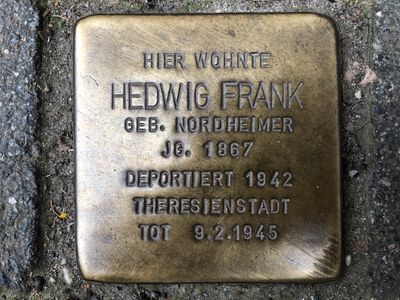 HIER WOHNTE
HEDWIG FRANK
GEB. NORDHEIMER
JG. 1867
DEPORTIERT 1942
THERESIENSTADT
TOT 9.2.1945